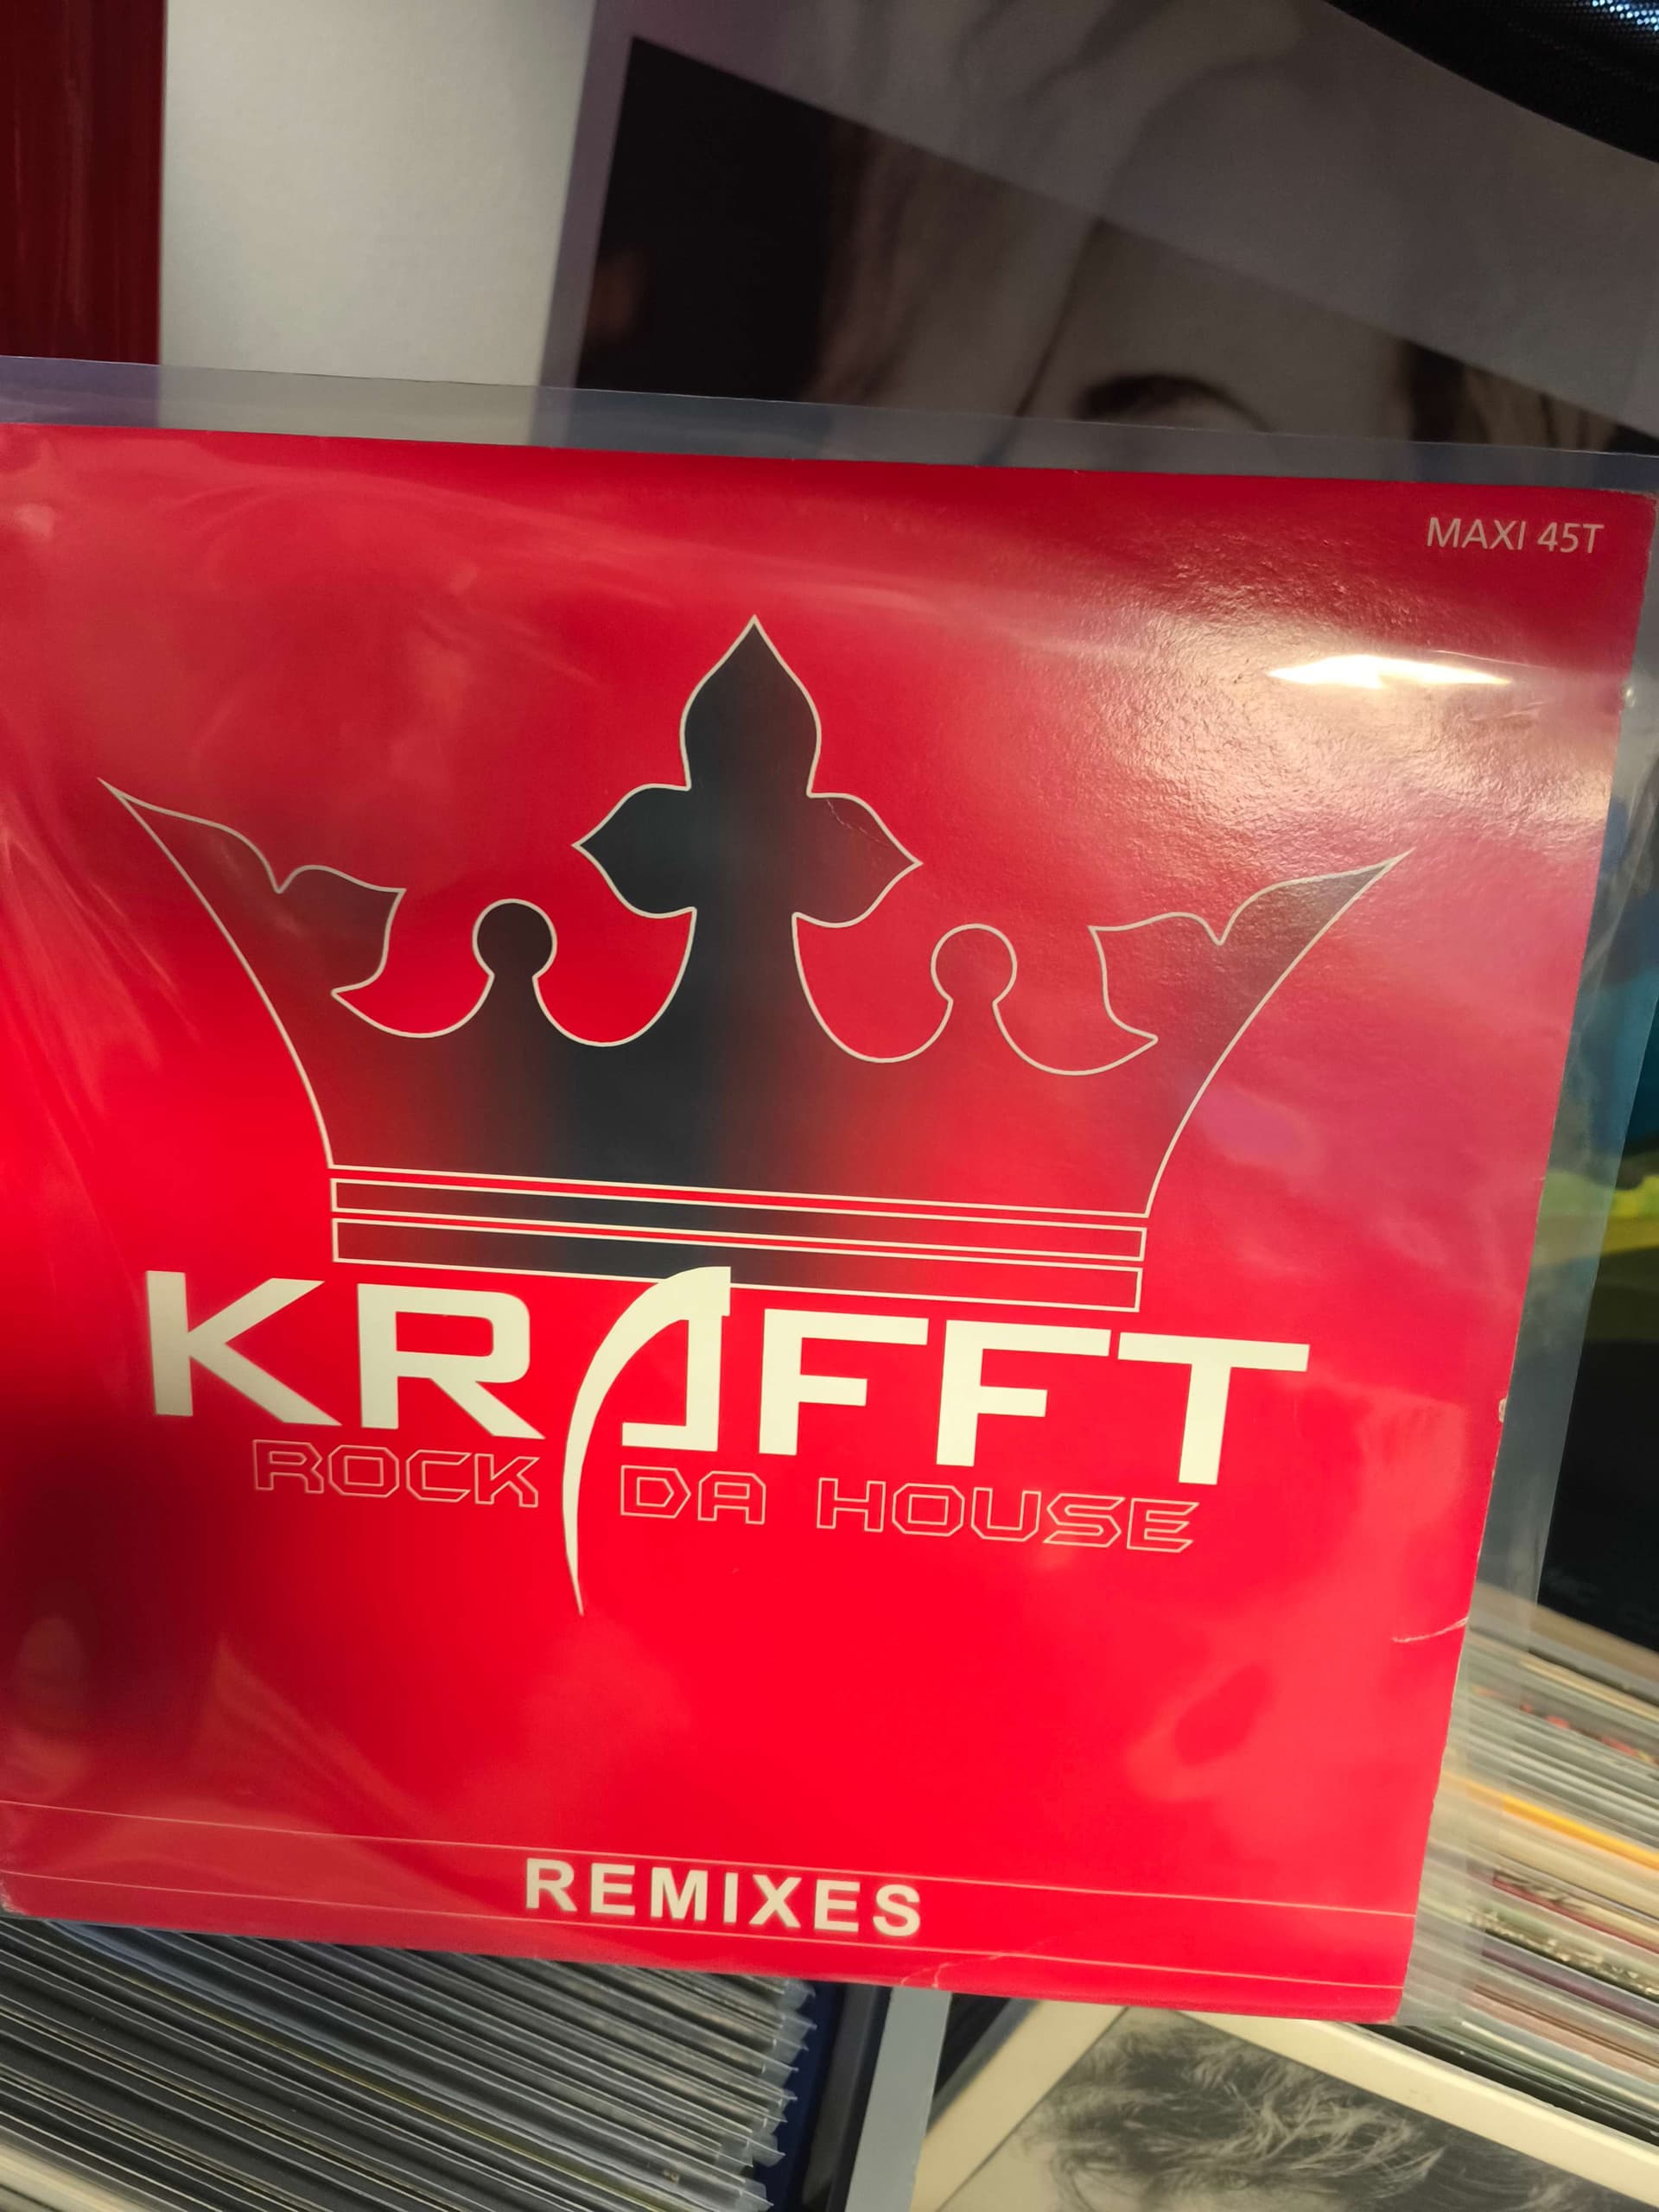 MAXI 45T
KRAFFT
ROCK DA HOUSE
REMIXES